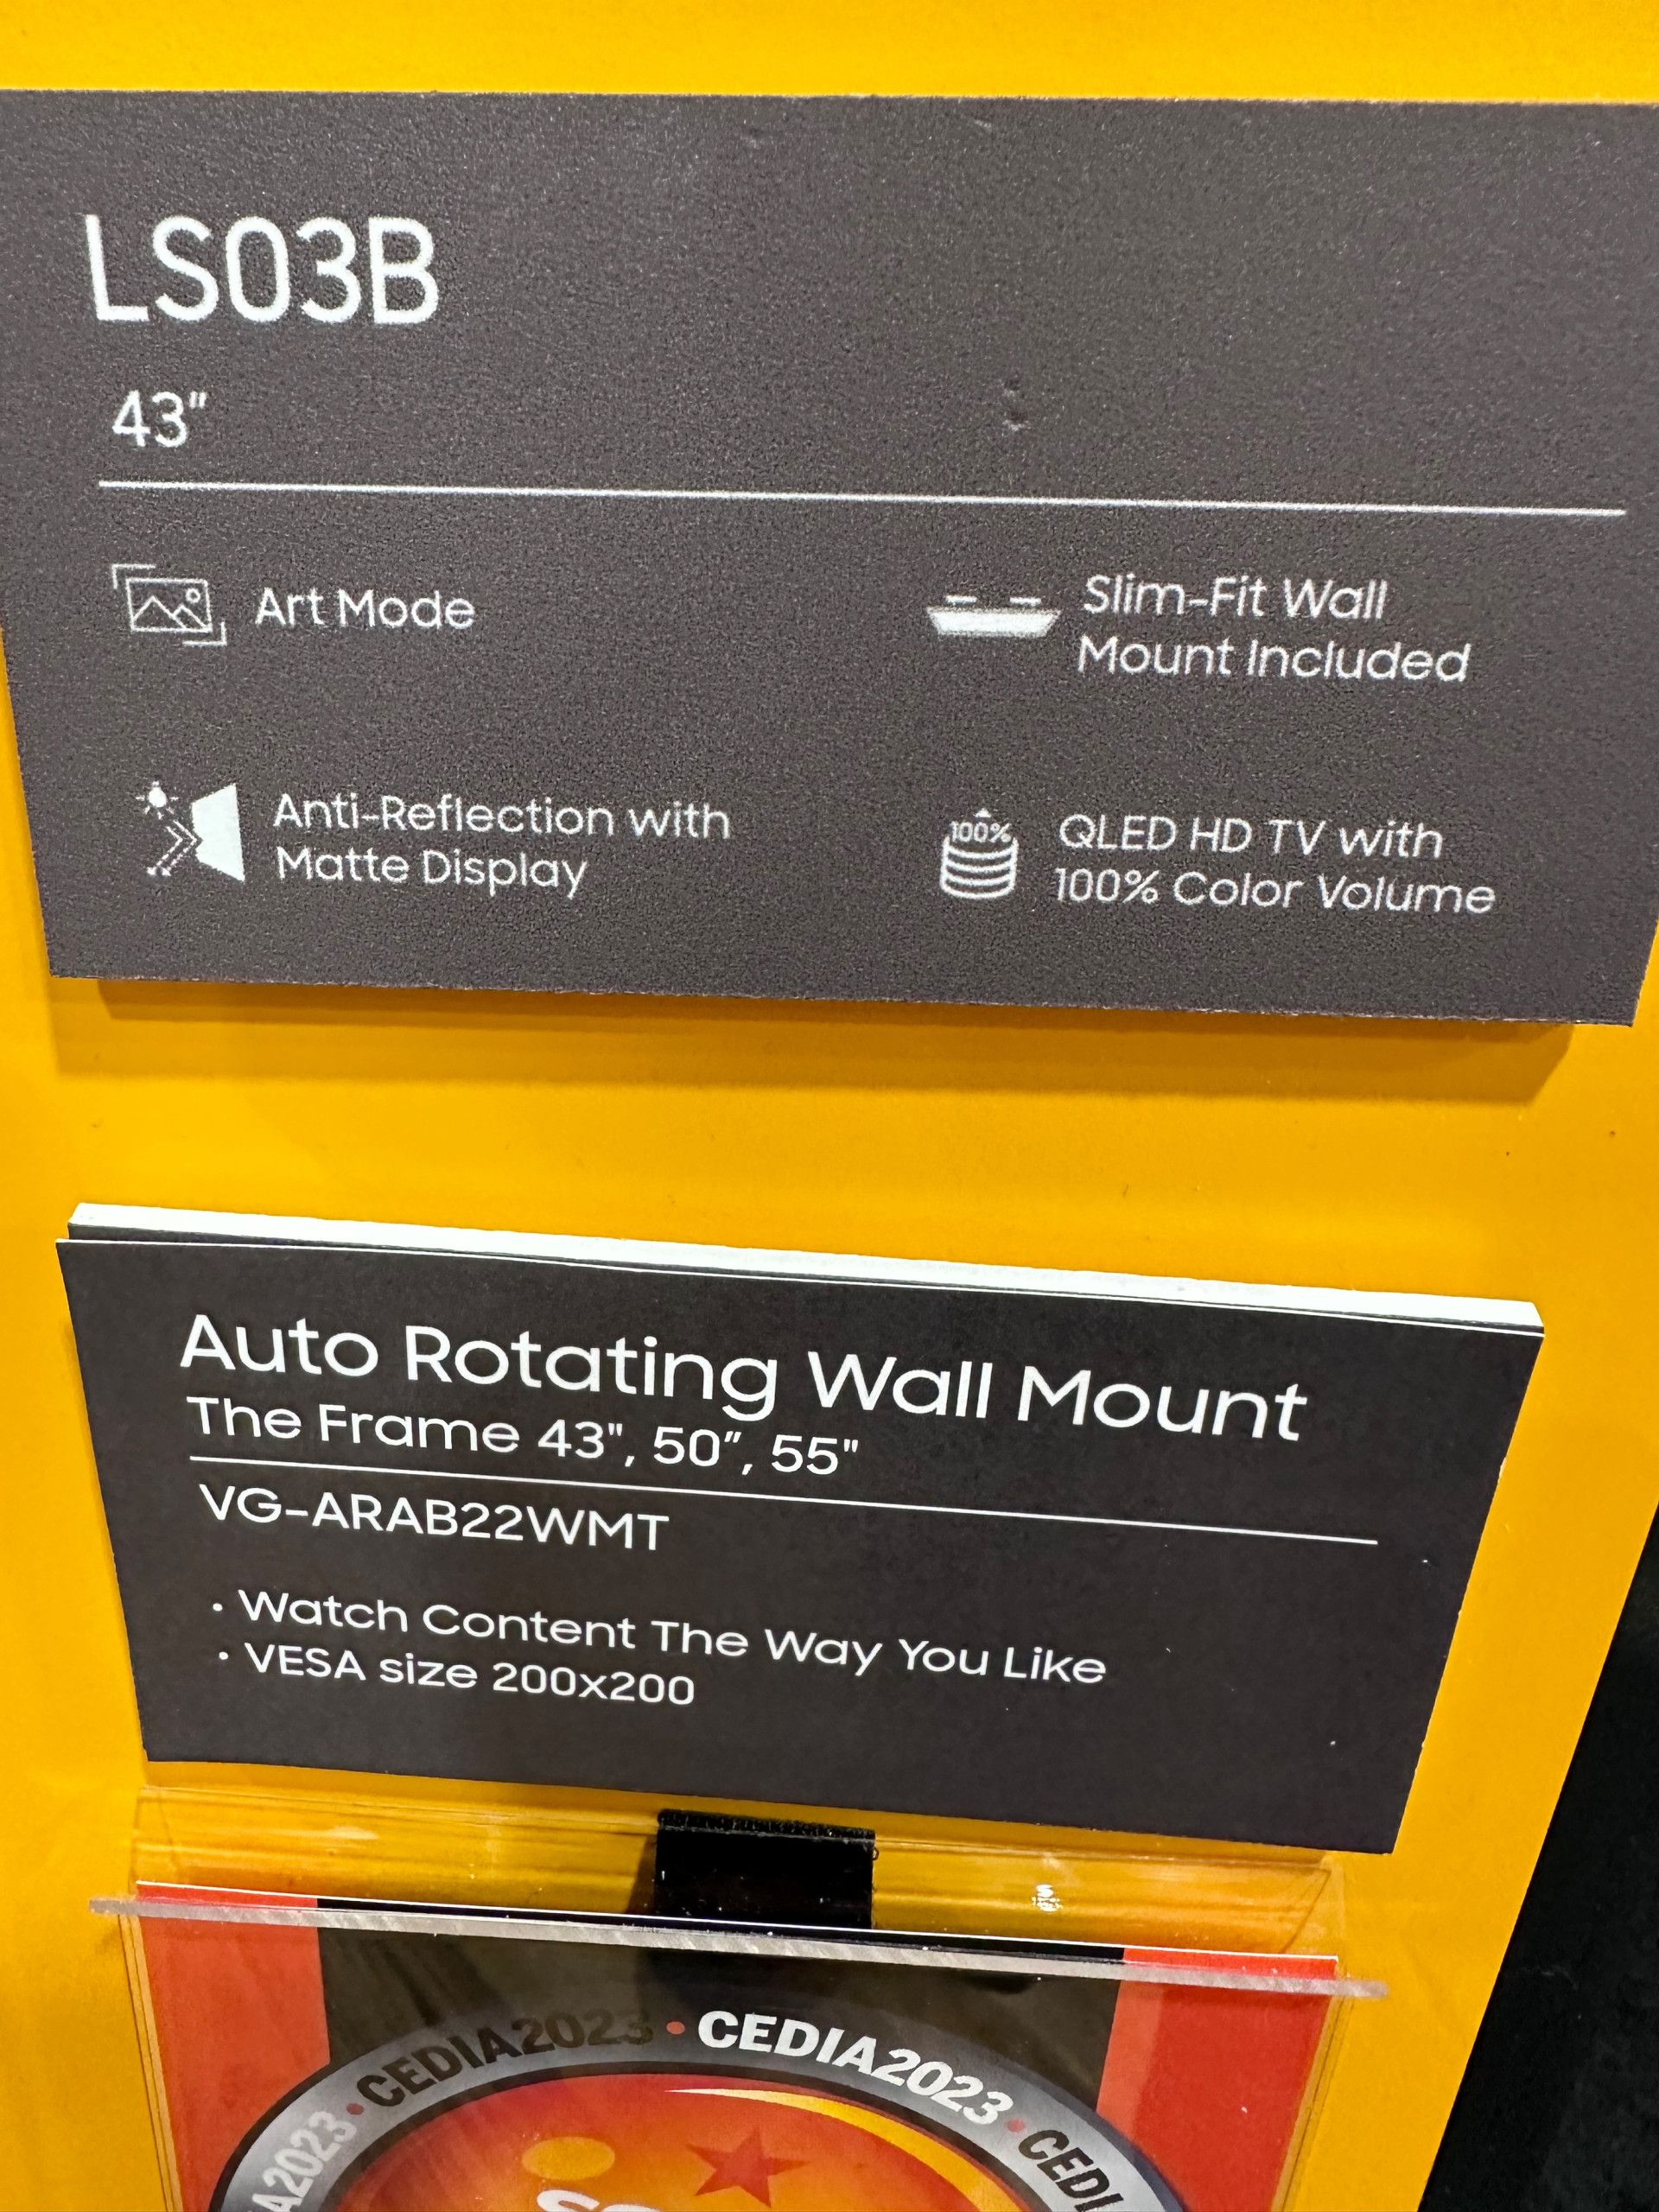 LS03B
43"
Art Mode
Slim-Fit Wall
Mount Included
Anti-Reflection with
Matte Display
100%
QLED HD TV with
100% Color Volume
Auto Rotating Wall Mount
The Frame 43", 50", 55"
VG-ARAB22WMT
• Watch Content The Way You Like
• VESA size 200x200
CEDIA2023 • CEDIA2023